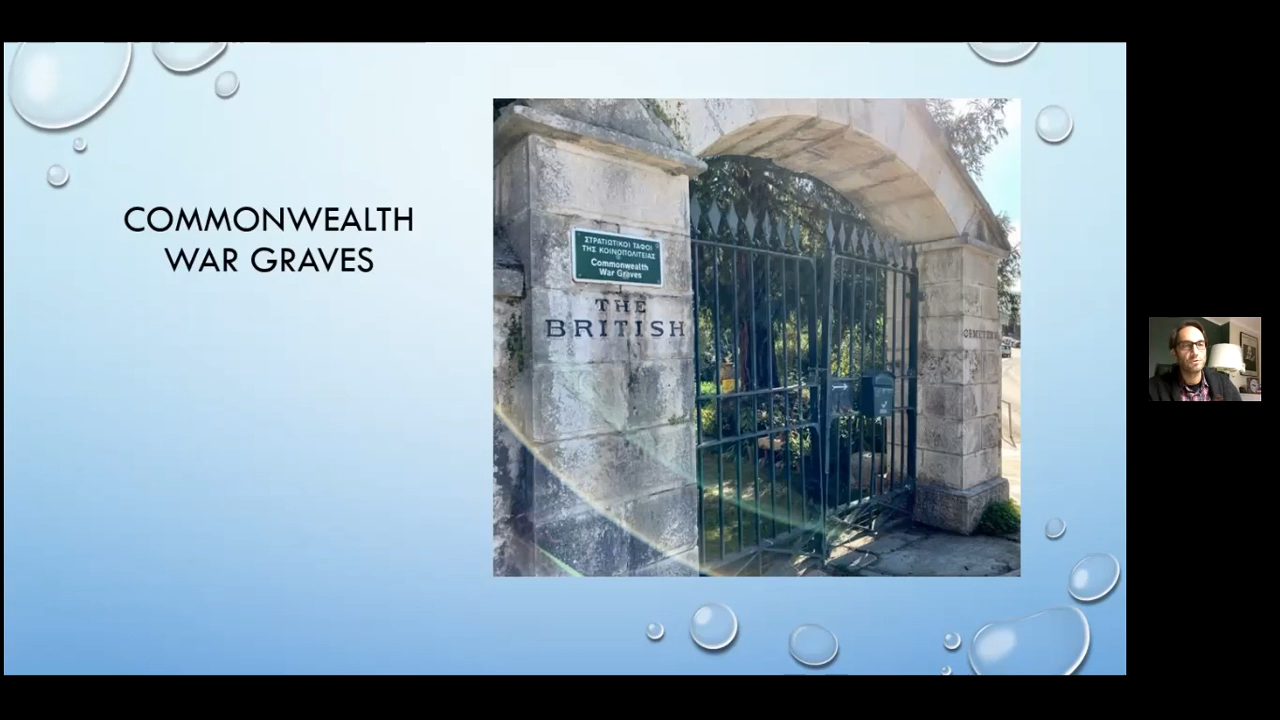 COMMONWEALTH
WAR GRAVES
ΣΤΡΑΤΙΩΤΙΚΟΙ ΤΑΦΟΙ
ΤΗΣ ΚΟΙΝΟΠΟΛΙΤΕΙΑΣ
Commonwealth
War Graves
THE
BRITISH